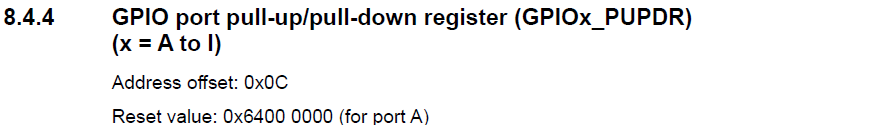 8.4.4 GPIO port pull-up/pull-down register (GPIOx_PUPDR)
(x = A to I)
Address offset: 0x0C
Reset value: 0x6400 0000 (for port A)